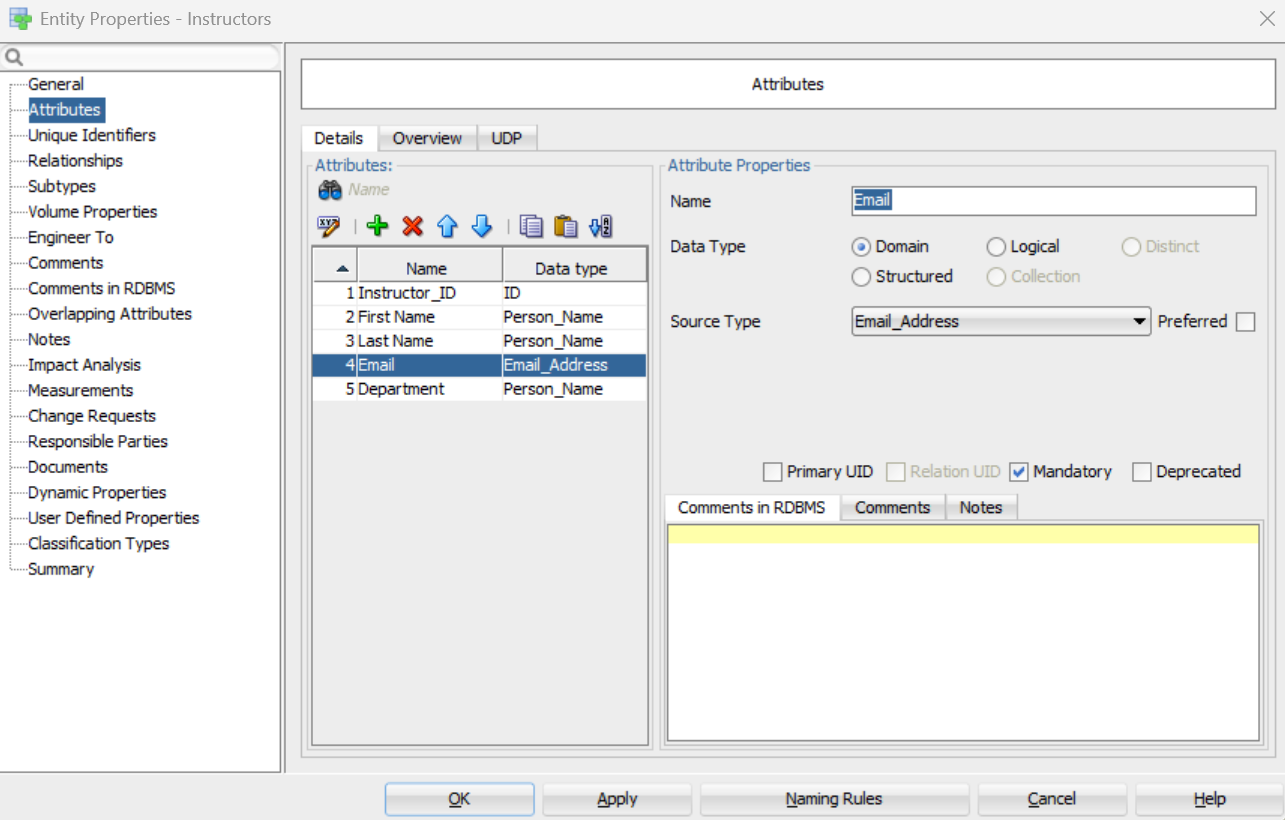 Entity Properties - Instructors
General
Attributes
Unique Identifiers
Relationships
Subtypes
Volume Properties
Engineer To
Comments
Comments in RDBMS
Overlapping Attributes
Notes
Impact Analysis
Measurements
Change Requests
Responsible Parties
Documents
Dynamic Properties
User Defined Properties
Classification Types
Summary
Attributes
Details Overview UDP
Attributes:
Name
XYZ
A Z
Name Data type
1 Instructor_ID ID
2 First Name Person_Name
3 Last Name Person_Name
4 Email Email_Address
5 Department Person_Name
Attribute Properties
Name Email
Data Type Domain Logical Distinct
Structured Collection
Source Type Email_Address Preferred
Primary UID Relation UID Mandatory Deprecated
Comments in RDBMS Comments Notes
OK Apply Naming Rules Cancel Help